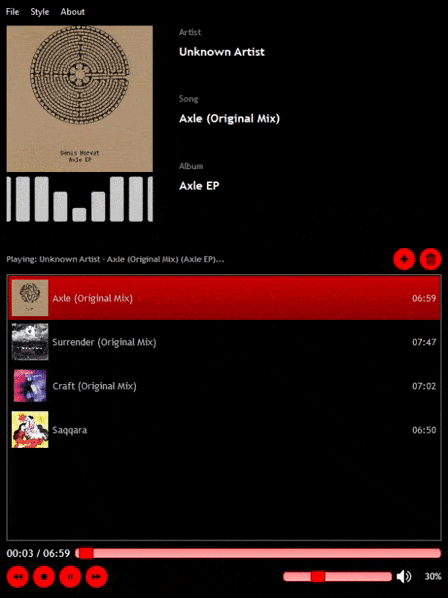 File Style About
Artist
Unknown Artist
Song
Axle (Original Mix)
Album
Axle EP
Denis Horvat
Axle EP
Playing: Unknown Artist - Axle (Original Mix) (Axle EP)...
Axle (Original Mix) 06:59
Surrender (Original Mix) 07:47
Craft (Original Mix) 07:02
Saqqara 06:50
00:03 / 06:59
30%